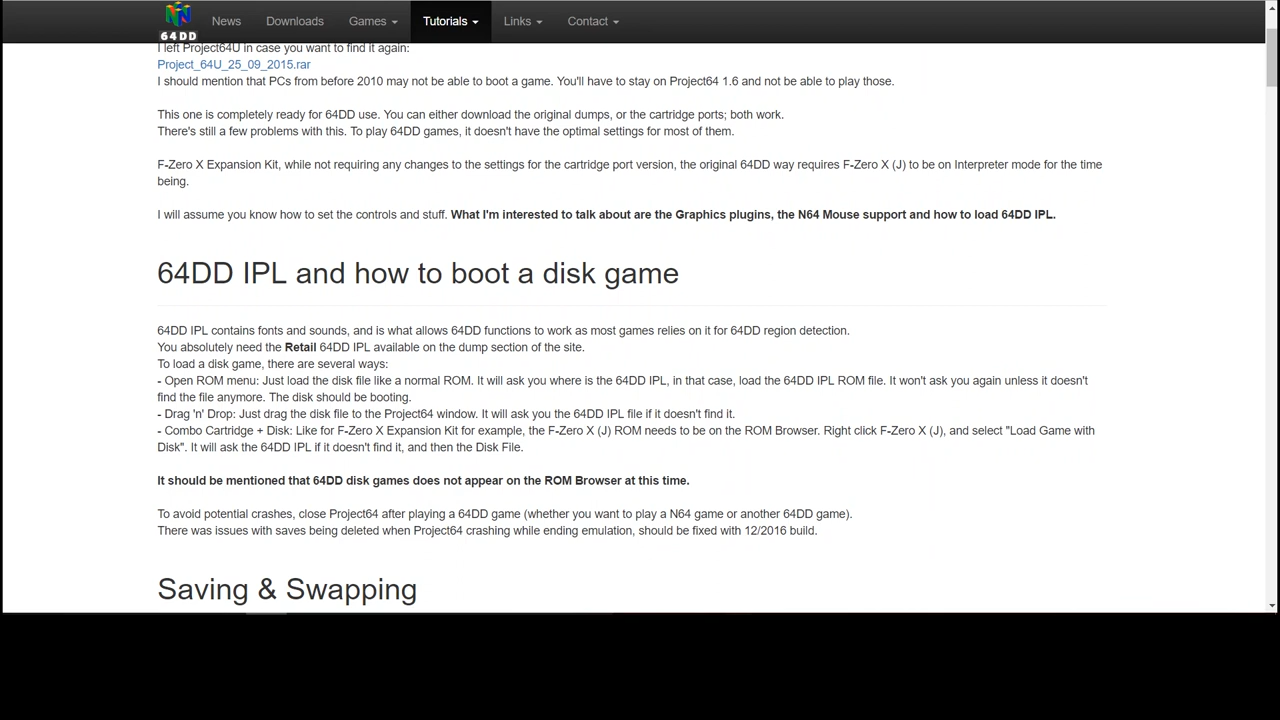 News Downloads Games Tutorials Links Contact
64DD
I left Project64U in case you want to find it again:
Project_64U_25_09_2015.rar
I should mention that PCs from before 2010 may not be able to boot a game. You'll have to stay on Project64 1.6 and not be able to play those.
This one is completely ready for 64DD use. You can either download the original dumps, or the cartridge ports; both work.
There's still a few problems with this. To play 64DD games, it doesn't have the optimal settings for most of them.
F-Zero X Expansion Kit, while not requiring any changes to the settings for the cartridge port version, the original 64DD way requires F-Zero X (J) to be on Interpreter mode for the time
being.
I will assume you know how to set the controls and stuff. What I'm interested to talk about are the Graphics plugins, the N64 Mouse support and how to load 64DD IPL.
64DD IPL and how to boot a disk game
64DD IPL contains fonts and sounds, and is what allows 64DD functions to work as most games relies on it for 64DD region detection.
You absolutely need the Retail 64DD IPL available on the dump section of the site.
To load a disk game, there are several ways:
- Open ROM menu: Just load the disk file like a normal ROM. It will ask you where is the 64DD IPL, in that case, load the 64DD IPL ROM file. It won't ask you again unless it doesn't
find the file anymore. The disk should be booting.
- Drag 'n' Drop: Just drag the disk file to the Project64 window. It will ask you the 64DD IPL file if it doesn't find it.
- Combo Cartridge + Disk: Like for F-Zero X Expansion Kit for example, the F-Zero X (J) ROM needs to be on the ROM Browser. Right click F-Zero X (J), and select "Load Game with
Disk". It will ask the 64DD IPL if it doesn't find it, and then the Disk File.
It should be mentioned that 64DD disk games does not appear on the ROM Browser at this time.
To avoid potential crashes, close Project64 after playing a 64DD game (whether you want to play a N64 game or another 64DD game).
There was issues with saves being deleted when Project64 crashing while ending emulation, should be fixed with 12/2016 build.
Saving & Swapping